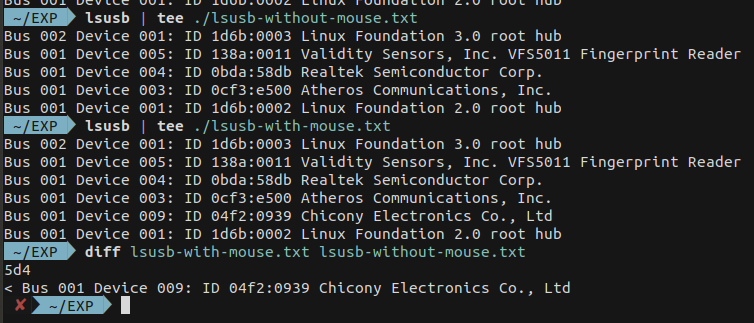 Bus 001 Device 001: ID 1d6b:0002 Linux Foundation 2.0 root hub
~/EXP lsusb | tee ./lsusb-without-mouse.txt
Bus 002 Device 001: ID 1d6b:0003 Linux Foundation 3.0 root hub
Bus 001 Device 005: ID 138a:0011 Validity Sensors, Inc. VFS5011 Fingerprint Reader
Bus 001 Device 004: ID 0bda:58db Realtek Semiconductor Corp.
Bus 001 Device 003: ID 0cf3:e500 Atheros Communications, Inc.
Bus 001 Device 001: ID 1d6b:0002 Linux Foundation 2.0 root hub
~/EXP lsusb | tee ./lsusb-with-mouse.txt
Bus 002 Device 001: ID 1d6b:0003 Linux Foundation 3.0 root hub
Bus 001 Device 005: ID 138a:0011 Validity Sensors, Inc. VFS5011 Fingerprint Reader
Bus 001 Device 004: ID 0bda:58db Realtek Semiconductor Corp.
Bus 001 Device 003: ID 0cf3:e500 Atheros Communications, Inc.
Bus 001 Device 009: ID 04f2:0939 Chicony Electronics Co., Ltd
Bus 001 Device 001: ID 1d6b:0002 Linux Foundation 2.0 root hub
~/EXP diff lsusb-with-mouse.txt lsusb-without-mouse.txt
5d4
< Bus 001 Device 009: ID 04f2:0939 Chicony Electronics Co., Ltd
✘ ~/EXP